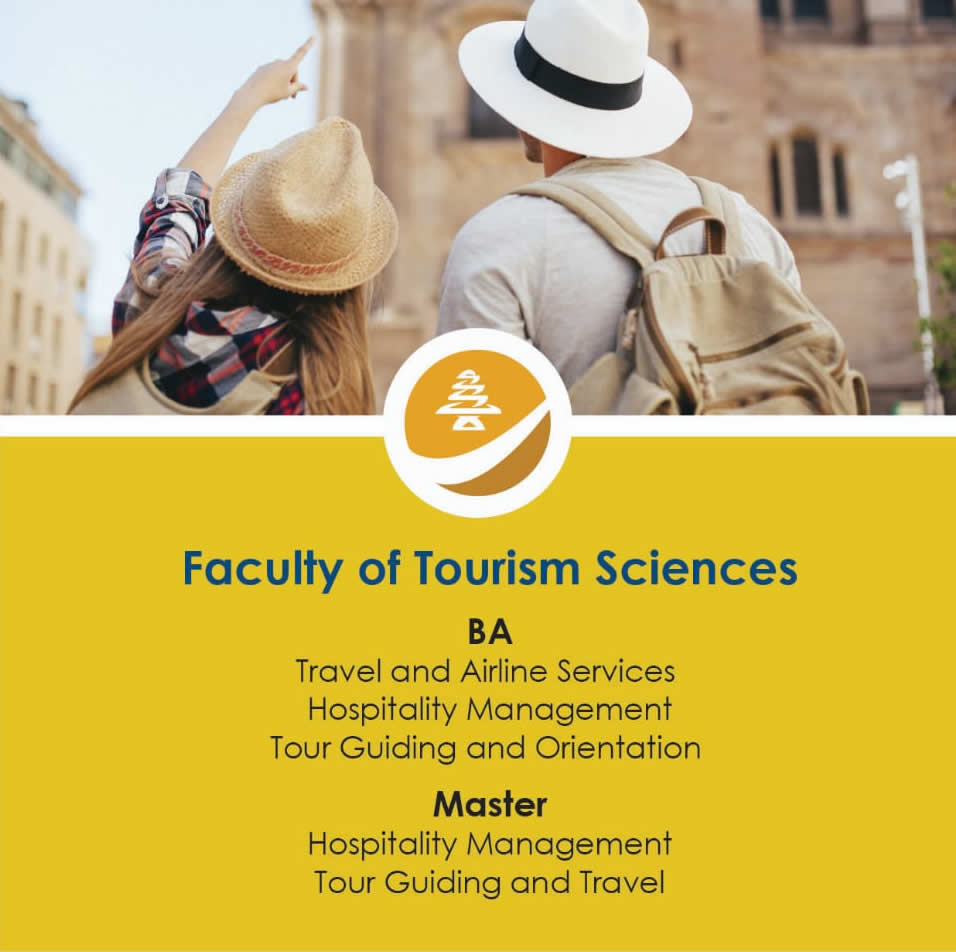 Faculty of Tourism Sciences
BA
Travel and Airline Services
Hospitality Management
Tour Guiding and Orientation
Master
Hospitality Management
Tour Guiding and Travel